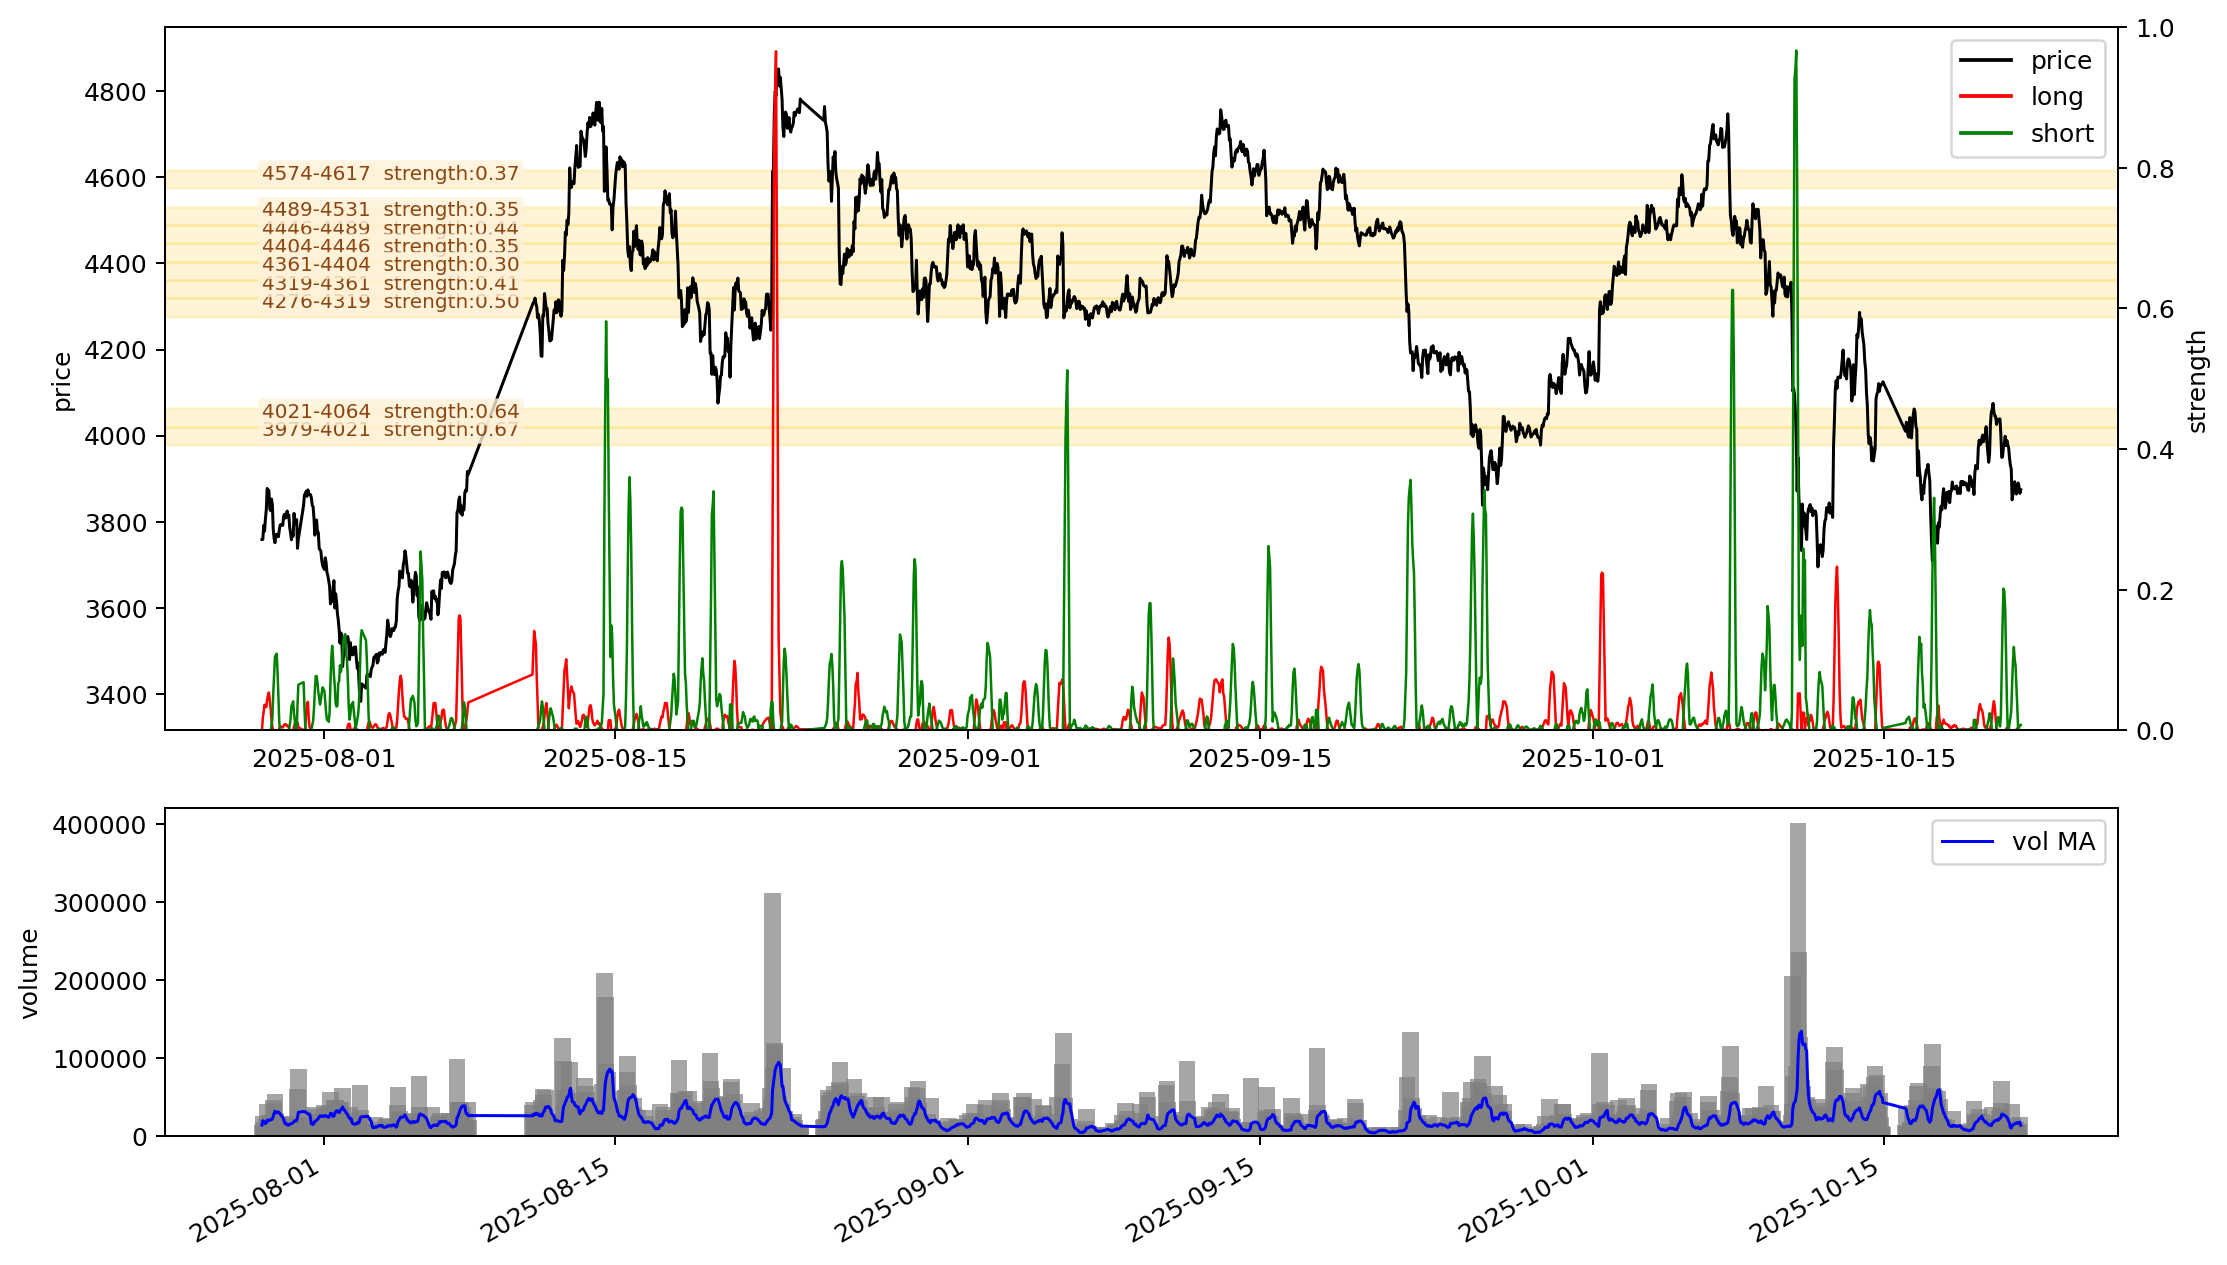 4800
4600
4400
4200
4000
3800
3600
3400
price
4574-4617 strength:0.37
4489-4531 strength:0.35
4446-4489 strength:0.44
4404-4446 strength:0.35
4361-4404 strength:0.30
4319-4361 strength:0.41
4276-4319 strength:0.50
4021-4064 strength:0.64
3979-4021 strength:0.67
price
long
short
1.0
0.8
0.6
0.4
0.2
0.0
strength
2025-08-01
2025-08-15
2025-09-01
2025-09-15
2025-10-01
2025-10-15
400000
300000
200000
100000
0
volume
vol MA
2025-08-01
2025-08-15
2025-09-01
2025-09-15
2025-10-01
2025-10-15